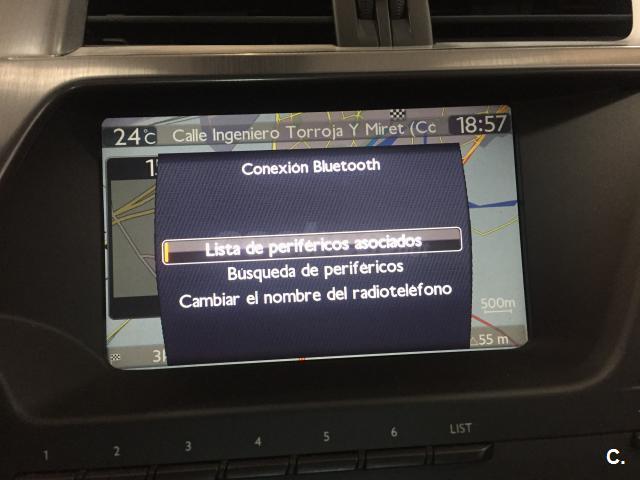 24°C Calle Ingeniero Torroja Y Miret (Cc 18:57
Conexión Bluetooth
Lista de periféricos asociados
Búsqueda de periféricos
Cambiar el nombre del radioteléfono
500m
55 m
1 2 3 4 5 6 LIST
C.